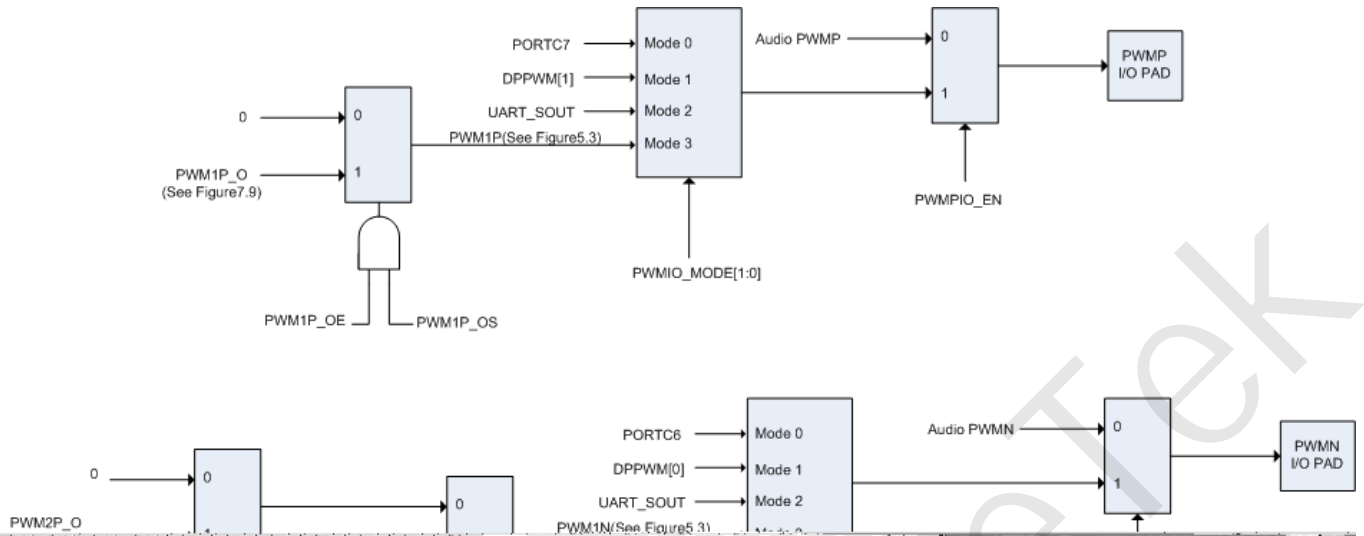 PORTC7
Mode 0
Audio PWMP
0
PWMP
I/O PAD
DPPWM[1]
Mode 1
0
0
UART_SOUT
Mode 2
1
PWM1P(See Figure5.3)
Mode 3
PWM1P_O
(See Figure7.9)
1
PWMPIO_EN
PWMIO_MODE[1:0]
PWM1P_OE
PWM1P_OS
PORTC6
Mode 0
Audio PWMN
0
PWMN
I/O PAD
DPPWM[0]
Mode 1
0
0
UART_SOUT
Mode 2
1
0
PWM2P_O
PWM1N(See Figure5.3)
eTek